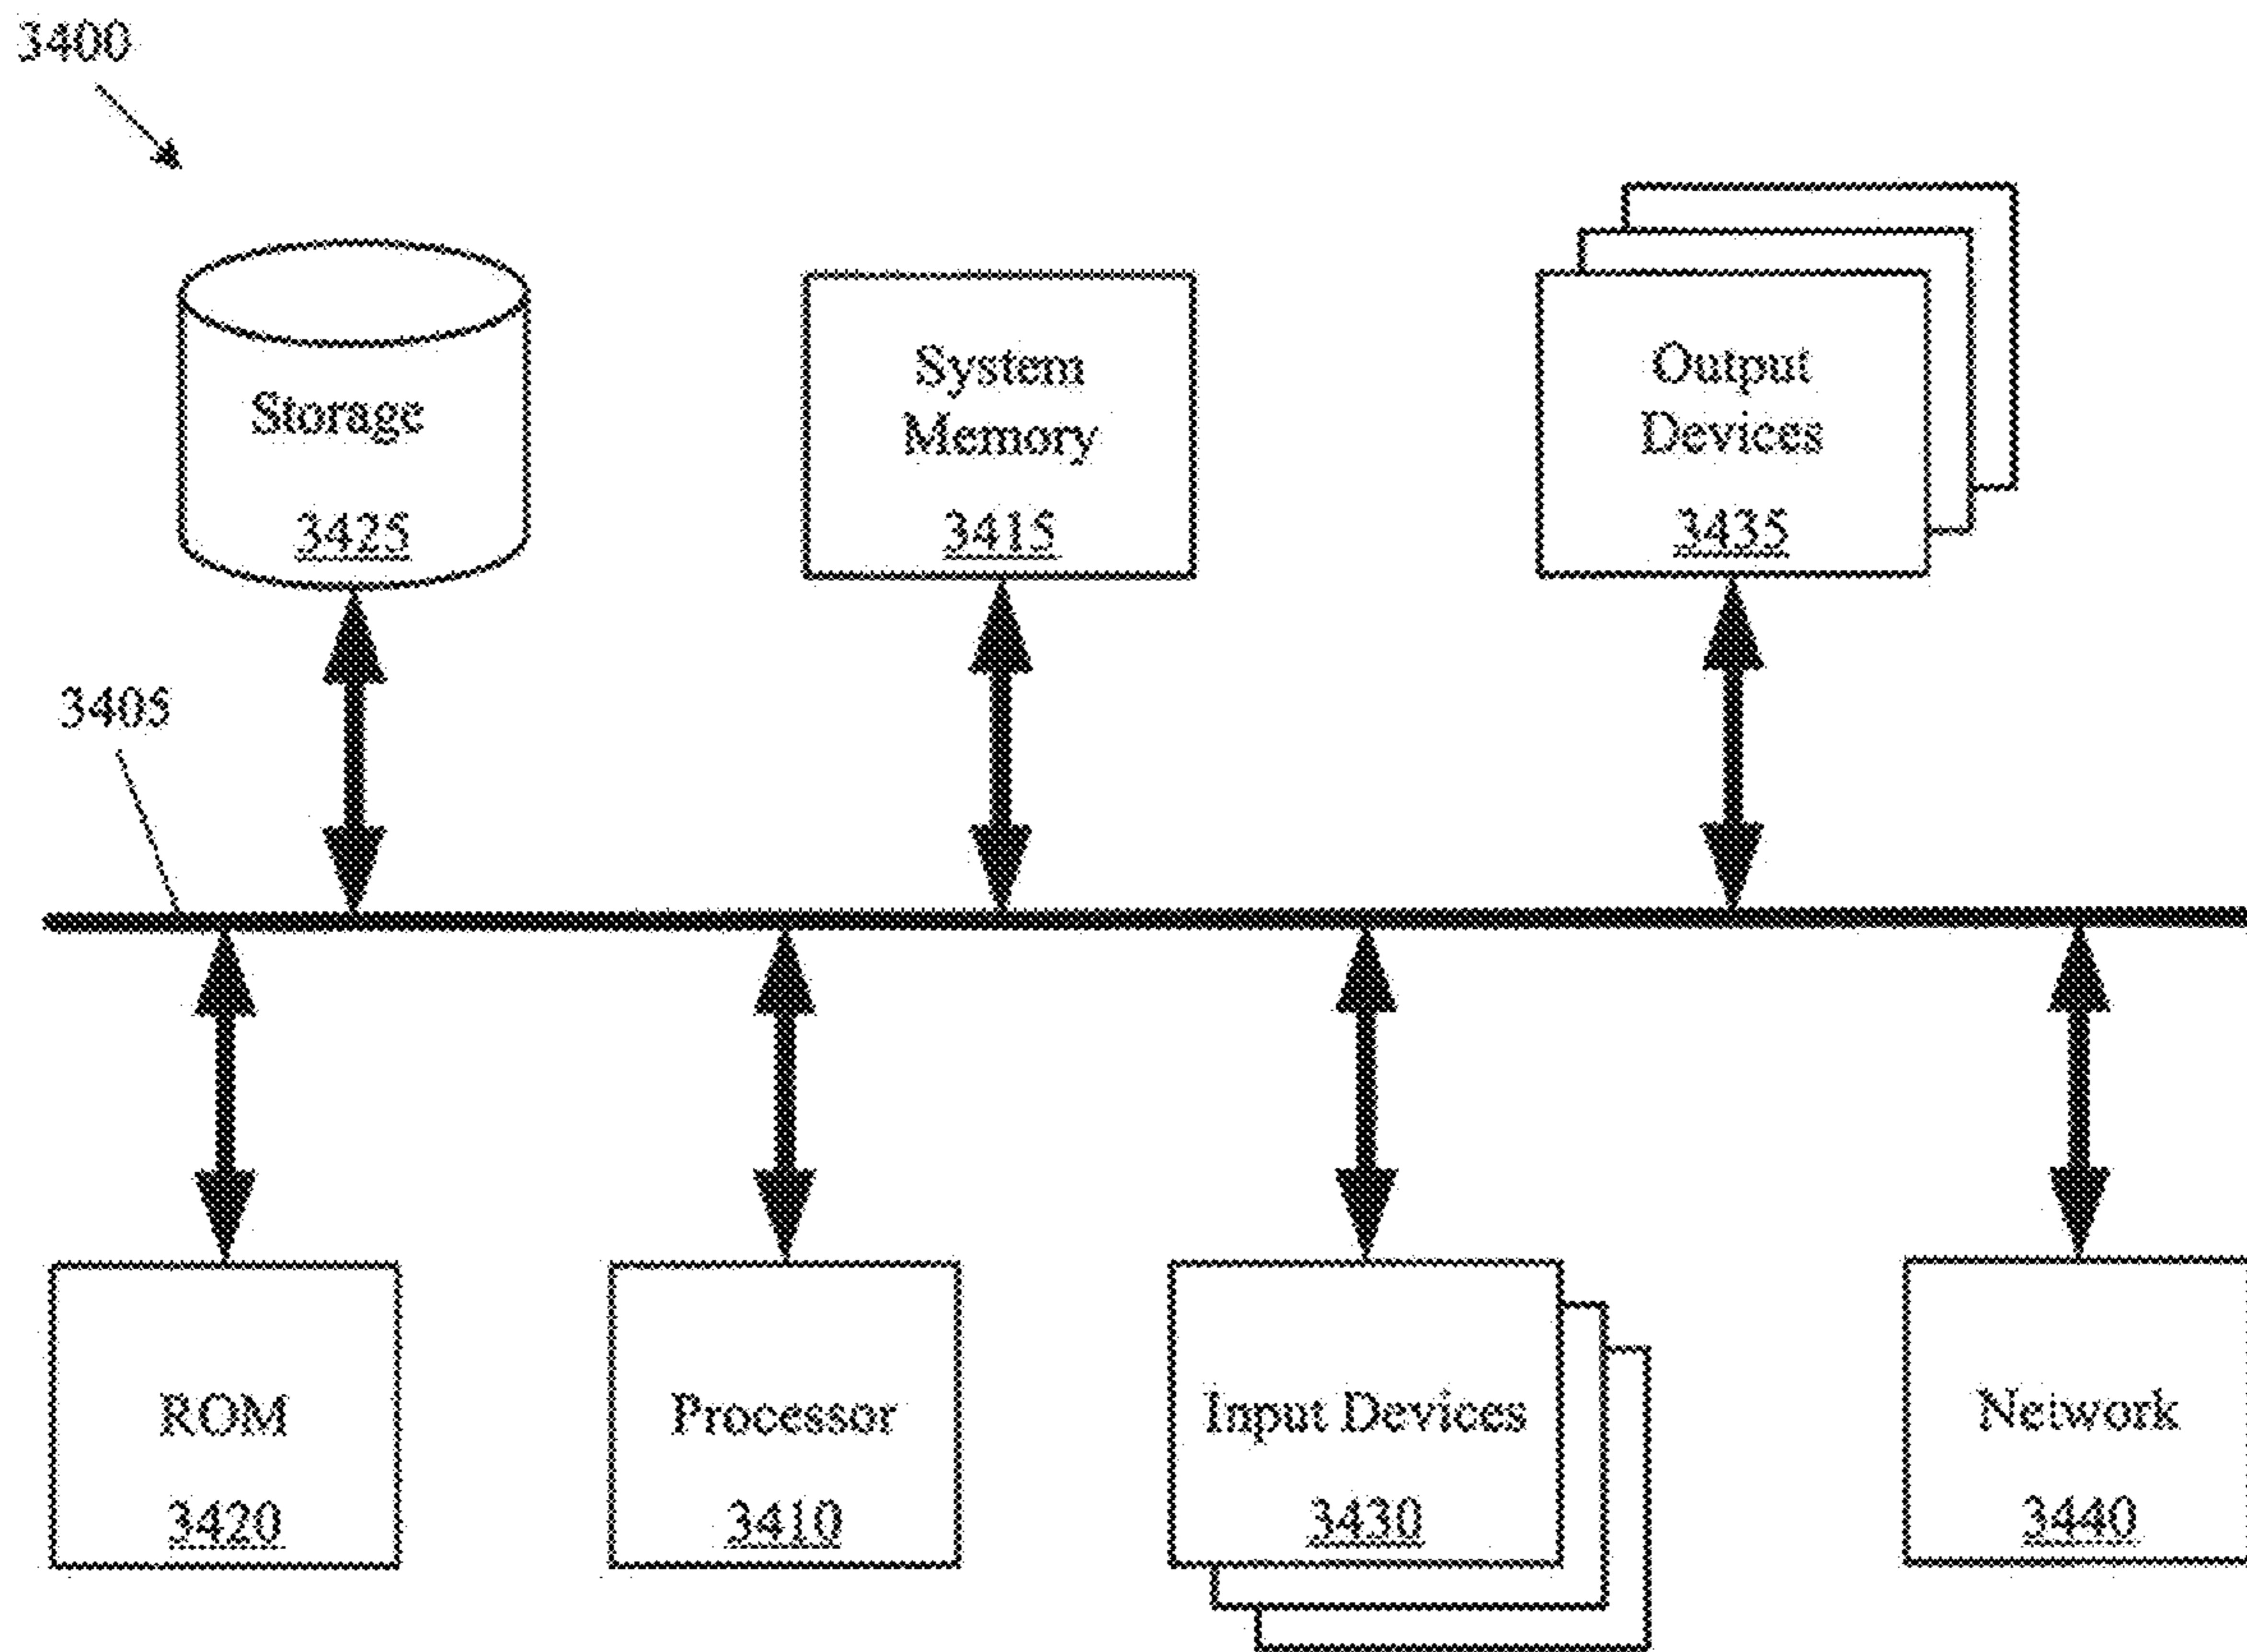 3400
Storage
3425
System
Memory
3415
Output
Devices
3435
3405
ROM
3420
Processor
3410
Input Devices
3430
Network
3440